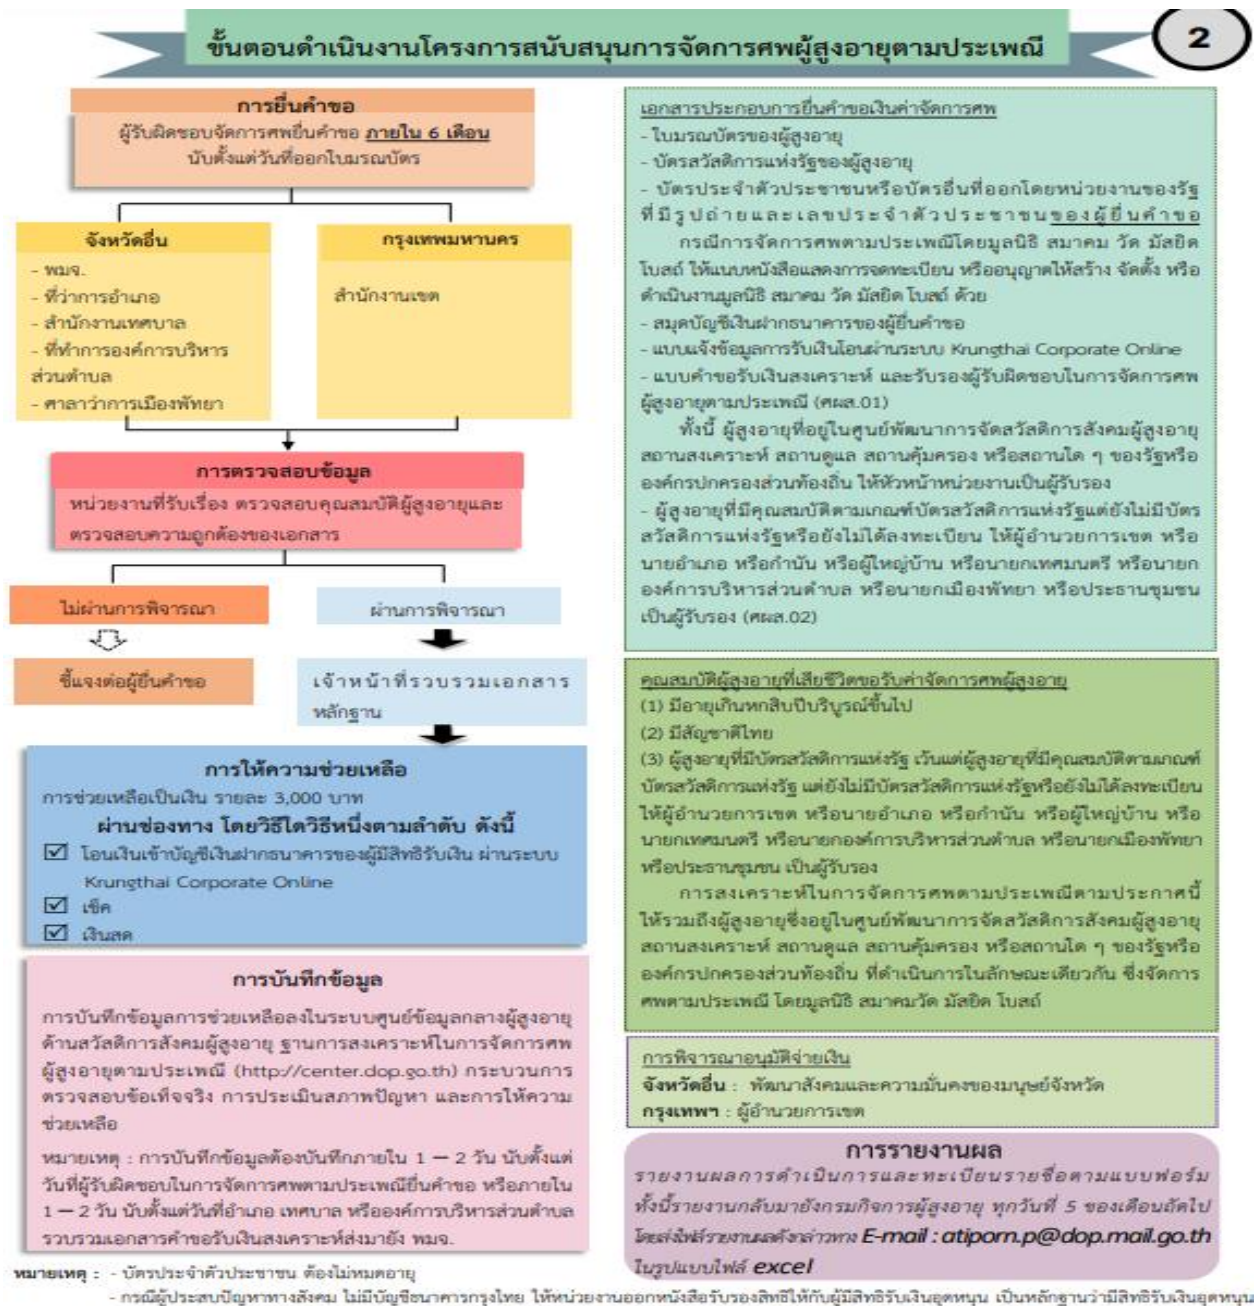 ขั้นตอนดำเนินงานโครงการสนับสนุนการจัดการศพผู้สูงอายุตามประเพณี
2
การยื่นคำขอ
ผู้รับผิดชอบจัดการศพยื่นคำขอ ภายใน 6 เดือน
นับตั้งแต่วันที่ออกใบมรณบัตร
จังหวัดอื่น
- พมจ.
- ที่ว่าการอำเภอ
- สำนักงานเทศบาล
- ที่ทำการองค์การบริหาร
ส่วนตำบล
- ศาลาว่าการเมืองพัทยา
กรุงเทพมหานคร
สำนักงานเขต
การตรวจสอบข้อมูล
หน่วยงานที่รับเรื่อง ตรวจสอบคุณสมบัติผู้สูงอายุและ
ตรวจสอบความถูกต้องของเอกสาร
ไม่ผ่านการพิจารณา
ผ่านการพิจารณา
ชี้แจงต่อผู้ยื่นคำขอ
เจ้าหน้าที่รวบรวมเอกสาร
หลักฐาน
การให้ความช่วยเหลือ
การช่วยเหลือเป็นเงิน รายละ 3,000 บาท
ผ่านช่องทาง โดยวิธีใดวิธีหนึ่งตามลำดับ ดังนี้
☑ โอนเงินเข้าบัญชีเงินฝากธนาคารของผู้มีสิทธิรับเงิน ผ่านระบบ
Krungthai Corporate Online
☑ เช็ค
☑ เงินสด
การบันทึกข้อมูล
การบันทึกข้อมูลการช่วยเหลือลงในระบบศูนย์ข้อมูลกลางผู้สูงอายุ
ด้านสวัสดิการสังคมผู้สูงอายุ ฐานการสงเคราะห์ในการจัดการศพ
ผู้สูงอายุตามประเพณี (http://center.dop.go.th) กระบวนการ
ตรวจสอบข้อเท็จจริง การประเมินสภาพปัญหา และการให้ความ
ช่วยเหลือ
หมายเหตุ : การบันทึกข้อมูลต้องบันทึกภายใน 1 – 2 วัน นับตั้งแต่
วันที่ผู้รับผิดชอบในการจัดการศพตามประเพณียื่นคำขอ หรือภายใน
1 – 2 วัน นับตั้งแต่วันที่อำเภอ เทศบาล หรือองค์การบริหารส่วนตำบล
รวบรวมเอกสารคำขอรับเงินสงเคราะห์ส่งมายัง พมจ.
เอกสารประกอบการยื่นคำขอเงินค่าจัดการศพ
- ใบมรณบัตรของผู้สูงอายุ
- บัตรสวัสดิการแห่งรัฐของผู้สูงอายุ
- บัตรประจำตัวประชาชนหรือบัตรอื่นที่ออกโดยหน่วยงานของรัฐ
ที่มีรูปถ่ายและเลขประจำตัวประชาชนของผู้ยื่นคำขอ
กรณีการจัดการศพตามประเพณีโดยมูลนิธิ สมาคม วัด มัสยิด
โบสถ์ ให้แนบหนังสือแสดงการจดทะเบียน หรืออนุญาตให้สร้าง จัดตั้ง หรือ
ดำเนินงานมูลนิธิ สมาคม วัด มัสยิด โบสถ์ ด้วย
- สมุดบัญชีเงินฝากธนาคารของผู้ยื่นคำขอ
- แบบแจ้งข้อมูลการรับเงินโอนผ่านระบบ Krungthai Corporate Online
- แบบคำขอรับเงินสงเคราะห์ และรับรองผู้รับผิดชอบในการจัดการศพ
ผู้สูงอายุตามประเพณี (ศผส.01)
ทั้งนี้ ผู้สูงอายุที่อยู่ในศูนย์พัฒนาการจัดสวัสดิการสังคมผู้สูงอายุ
สถานสงเคราะห์ สถานดูแล สถานคุ้มครอง หรือสถานใด ๆ ของรัฐหรือ
องค์กรปกครองส่วนท้องถิ่น ให้หัวหน้าหน่วยงานเป็นผู้รับรอง
- ผู้สูงอายุที่มีคุณสมบัติตามเกณฑ์บัตรสวัสดิการแห่งรัฐแต่ยังไม่มีบัตร
สวัสดิการแห่งรัฐหรือยังไม่ได้ลงทะเบียน ให้ผู้อำนวยการเขต หรือ
นายอำเภอ หรือกำนัน หรือผู้ใหญ่บ้าน หรือนายกเทศมนตรี หรือนายก
องค์การบริหารส่วนตำบล หรือนายกเมืองพัทยา หรือประธานชุมชน
เป็นผู้รับรอง (ศผส.02)
คุณสมบัติผู้สูงอายุที่เสียชีวิตขอรับค่าจัดการศพผู้สูงอายุ
(1) มีอายุเกินหกสิบปีบริบูรณ์ขึ้นไป
(2) มีสัญชาติไทย
(3) ผู้สูงอายุที่มีบัตรสวัสดิการแห่งรัฐ เว้นแต่ผู้สูงอายุที่มีคุณสมบัติตามเกณฑ์
บัตรสวัสดิการแห่งรัฐ แต่ยังไม่มีบัตรสวัสดิการแห่งรัฐหรือยังไม่ได้ลงทะเบียน
ให้ผู้อำนวยการเขต หรือนายอำเภอ หรือกำนัน หรือผู้ใหญ่บ้าน หรือ
นายกเทศมนตรี หรือนายกองค์การบริหารส่วนตำบล หรือนายกเมืองพัทยา
หรือประธานชุมชน เป็นผู้รับรอง
การสงเคราะห์ในการจัดการศพตามประเพณีตามประกาศนี้
ให้รวมถึงผู้สูงอายุซึ่งอยู่ในศูนย์พัฒนาการจัดสวัสดิการสังคมผู้สูงอายุ
สถานสงเคราะห์ สถานดูแล สถานคุ้มครอง หรือสถานใด ๆ ของรัฐหรือ
องค์กรปกครองส่วนท้องถิ่น ที่ดำเนินการในลักษณะเดียวกัน ซึ่งจัดการ
ศพตามประเพณี โดยมูลนิธิ สมาคมวัด มัสยิด โบสถ์
การพิจารณาอนุมัติจ่ายเงิน
จังหวัดอื่น : พัฒนาสังคมและความมั่นคงของมนุษย์จังหวัด
กรุงเทพฯ : ผู้อำนวยการเขต
การรายงานผล
รายงานผลการดำเนินการและทะเบียนรายชื่อตามแบบฟอร์ม
ทั้งนี้รายงานกลับมายังกรมกิจการผู้สูงอายุ ทุกวันที่ 5 ของเดือนถัดไป
โดยส่งไฟล์รายงานผลดังกล่าวทาง E-mail : atiporn.p@dop.mail.go.th
ในรูปแบบไฟล์ excel
หมายเหตุ : - บัตรประจำตัวประชาชน ต้องไม่หมดอายุ
- กรณีผู้ประสบปัญหาทางสังคม ไม่มีบัญชีธนาคารกรุงไทย ให้หน่วยงานออกหนังสือรับรองสิทธิให้กับผู้มีสิทธิรับเงินอุดหนุน เป็นหลักฐานว่ามีสิทธิรับเงินอุดหนุน